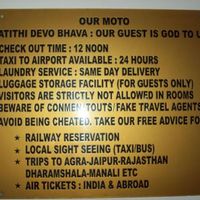 OUR MOTO
ATITHI DEVO BHAVA : OUR GUEST IS GOD TO U
CHECK OUT TIME : 12 NOON
TAXI TO AIRPORT AVAILABLE : 24 HOURS
LAUNDRY SERVICE : SAME DAY DELIVERY
LUGGAGE STORAGE FACILITY (FOR GUESTS ONLY)
VISITORS ARE STRICTLY NOT ALLOWED IN ROOMS
BEWARE OF CONMEN TOUTS/ FAKE TRAVEL AGENTS
AVOID BEING CHEATED. TAKE OUR FREE ADVICE FO
★ RAILWAY RESERVATION
★ LOCAL SIGHT SEEING (TAXI/BUS)
★ TRIPS TO AGRA-JAIPUR-RAJASTHAN
DHARAMSHALA-MANALI ETC
★ AIR TICKETS : INDIA & ABROAD